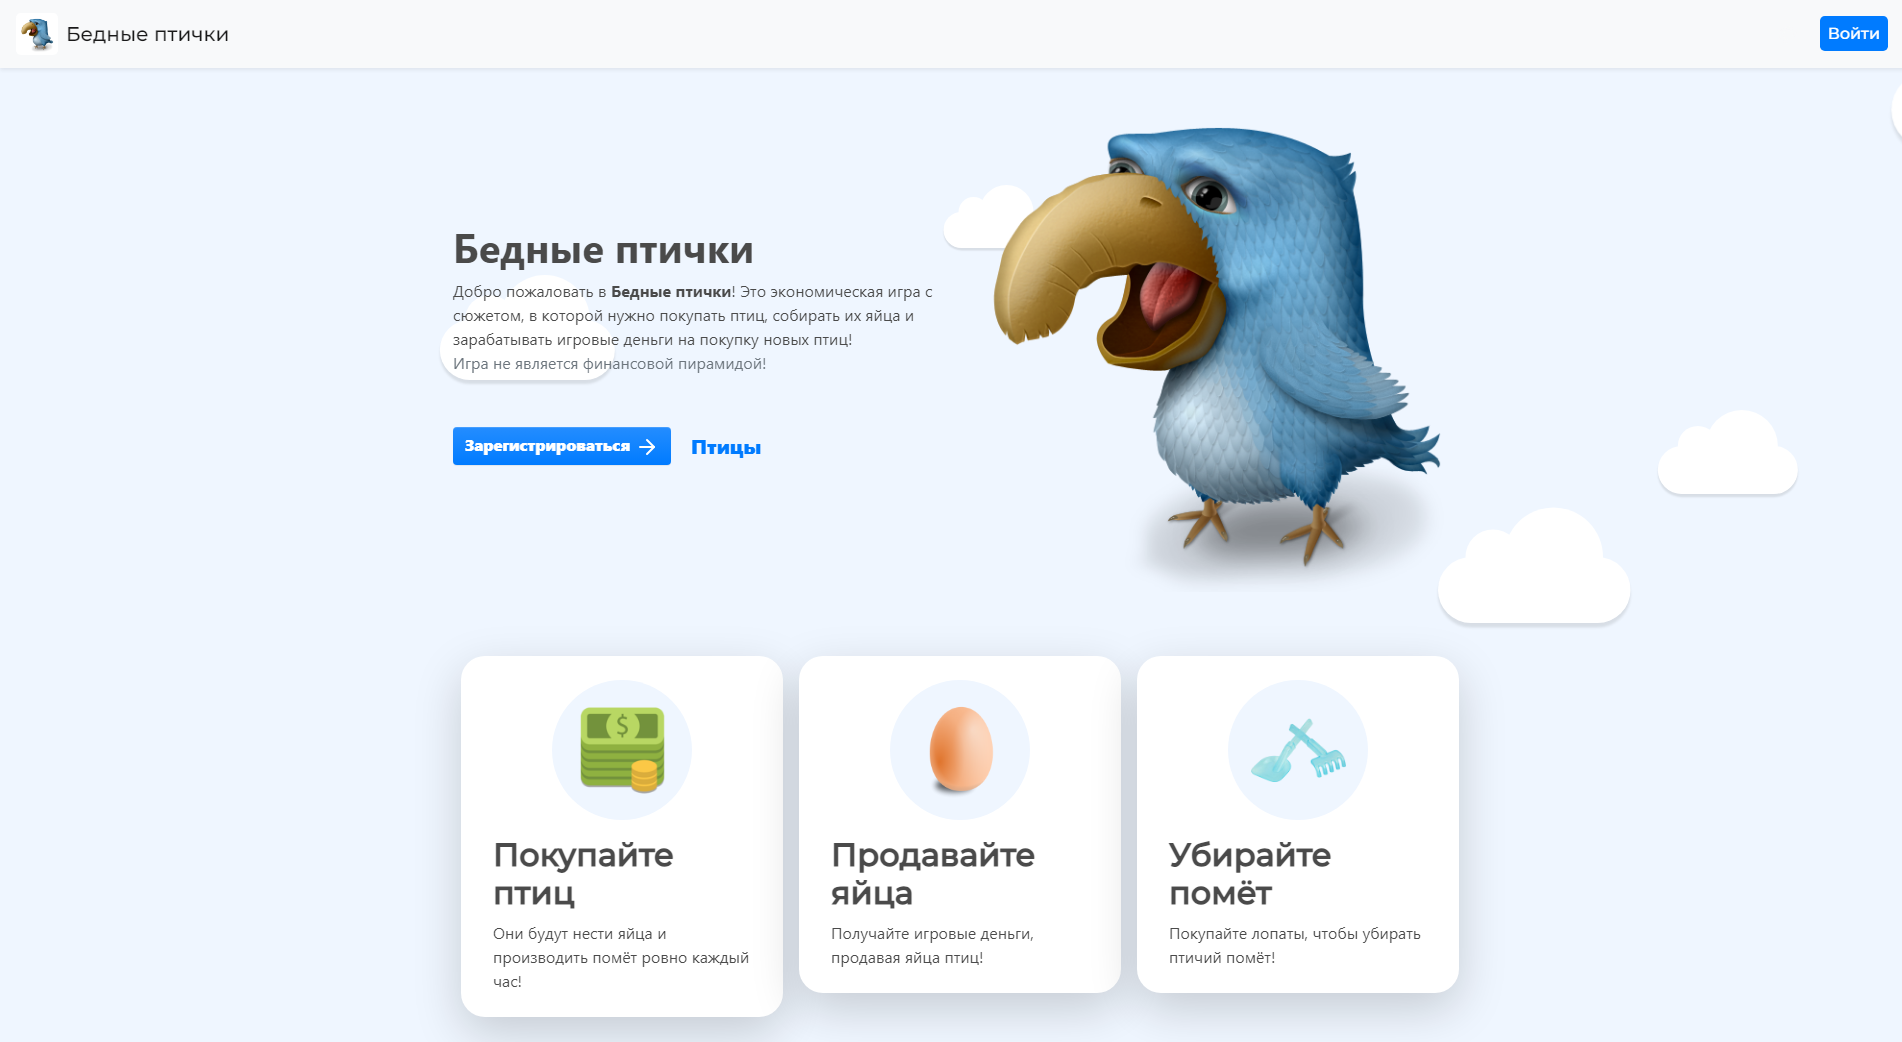 Бедные птички
Войти
Бедные птички
Добро пожаловать в Бедные птички! Это экономическая игра с
сюжетом, в которой нужно покупать птиц, собирать их яйца и
зарабатывать игровые деньги на покупку новых птиц!
Игра не является финансовой пирамидой!
Зарегистрироваться →
Птицы
$
Покупайте
птиц
Они будут нести яйца и
производить помёт ровно каждый
час!
Продавайте
яйца
Получайте игровые деньги,
продавая яйца птиц!
Убирайте
помёт
Покупайте лопаты, чтобы убирать
птичий помёт!